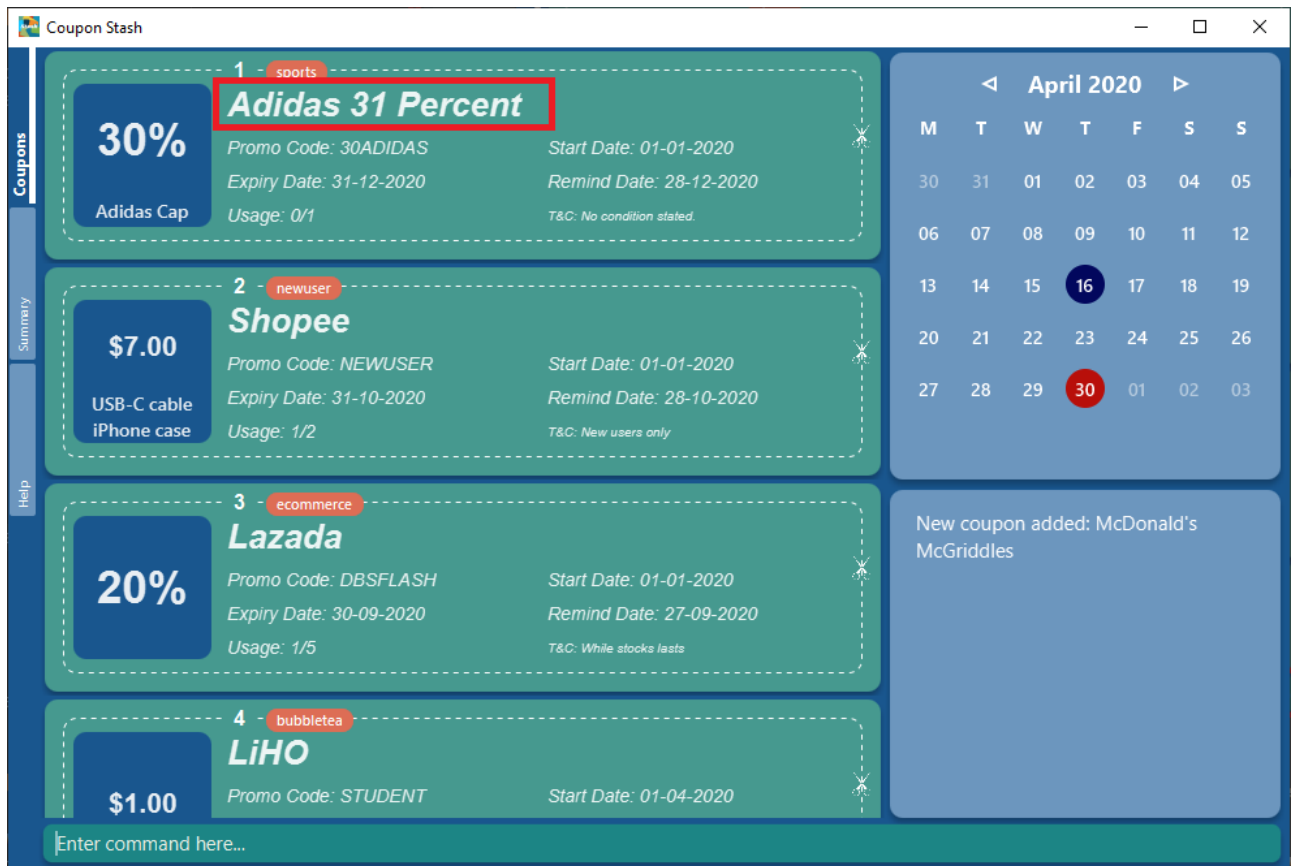 Coupon Stash
Coupons
Summary
Help
1 sports
Adidas 31 Percent
30%
Adidas Cap
Promo Code: 30ADIDAS Start Date: 01-01-2020
Expiry Date: 31-12-2020 Remind Date: 28-12-2020
Usage: 0/1 T&C: No condition stated.
2 newuser
Shopee
$7.00
USB-C cable
iPhone case
Promo Code: NEWUSER Start Date: 01-01-2020
Expiry Date: 31-10-2020 Remind Date: 28-10-2020
Usage: 1/2 T&C: New users only
3 ecommerce
Lazada
20%
Promo Code: DBSFLASH Start Date: 01-01-2020
Expiry Date: 30-09-2020 Remind Date: 27-09-2020
Usage: 1/5 T&C: While stocks lasts
4 bubbletea
LiHO
$1.00
Promo Code: STUDENT Start Date: 01-04-2020
April 2020
M T W T F S S
30 31 01 02 03 04 05
06 07 08 09 10 11 12
13 14 15 16 17 18 19
20 21 22 23 24 25 26
27 28 29 30 01 02 03
New coupon added: McDonald's
McGriddles
Enter command here...